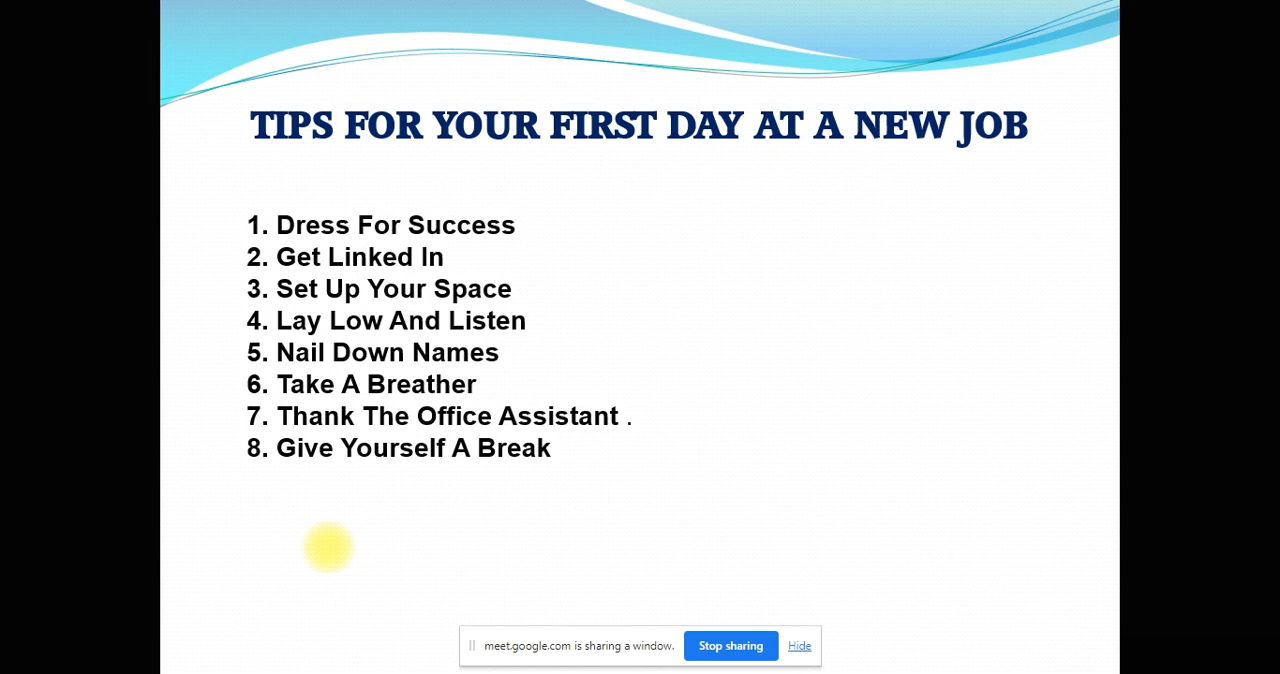 TIPS FOR YOUR FIRST DAY AT A NEW JOB
1. Dress For Success
2. Get Linked In
3. Set Up Your Space
4. Lay Low And Listen
5. Nail Down Names
6. Take A Breather
7. Thank The Office Assistant .
8. Give Yourself A Break
meet.google.com is sharing a window. Stop sharing Hide